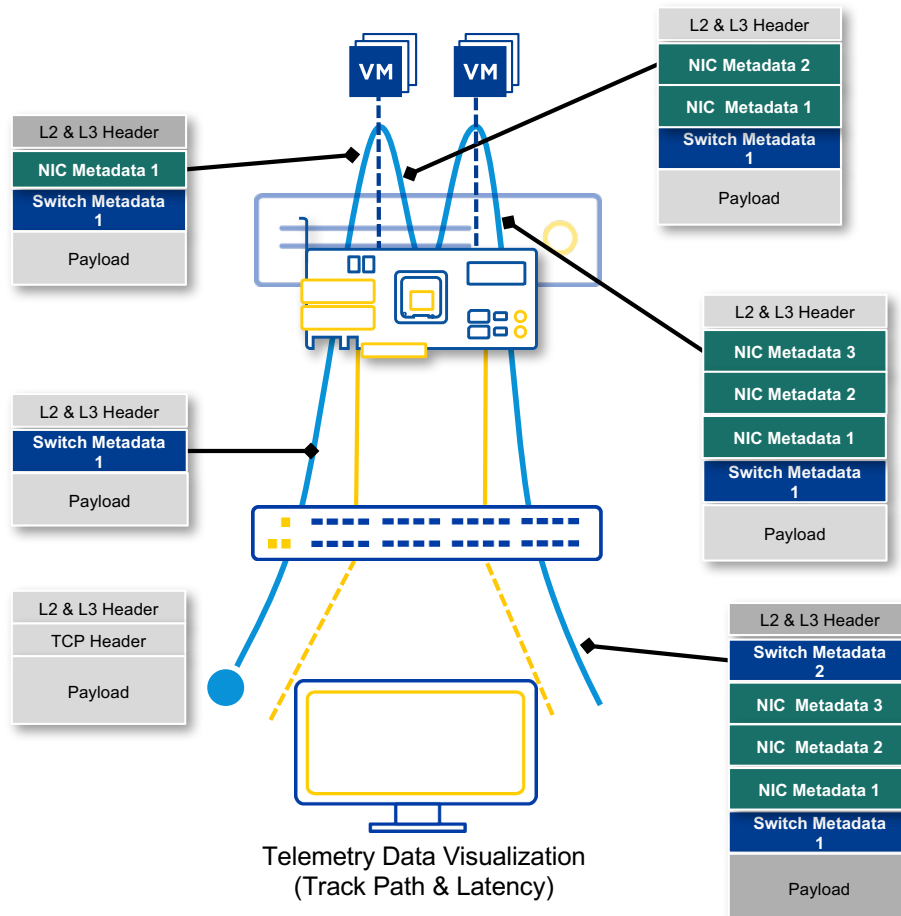 VM
VM
L2 & L3 Header
NIC Metadata 2
NIC Metadata 1
Switch Metadata
1
Payload
L2 & L3 Header
NIC Metadata 1
Switch Metadata
1
Payload
L2 & L3 Header
NIC Metadata 3
NIC Metadata 2
NIC Metadata 1
Switch Metadata
1
Payload
L2 & L3 Header
Switch Metadata
1
Payload
L2 & L3 Header
TCP Header
Payload
L2 & L3 Header
Switch Metadata
2
NIC Metadata 3
NIC Metadata 2
NIC Metadata 1
Switch Metadata
1
Payload
Telemetry Data Visualization
(Track Path & Latency)